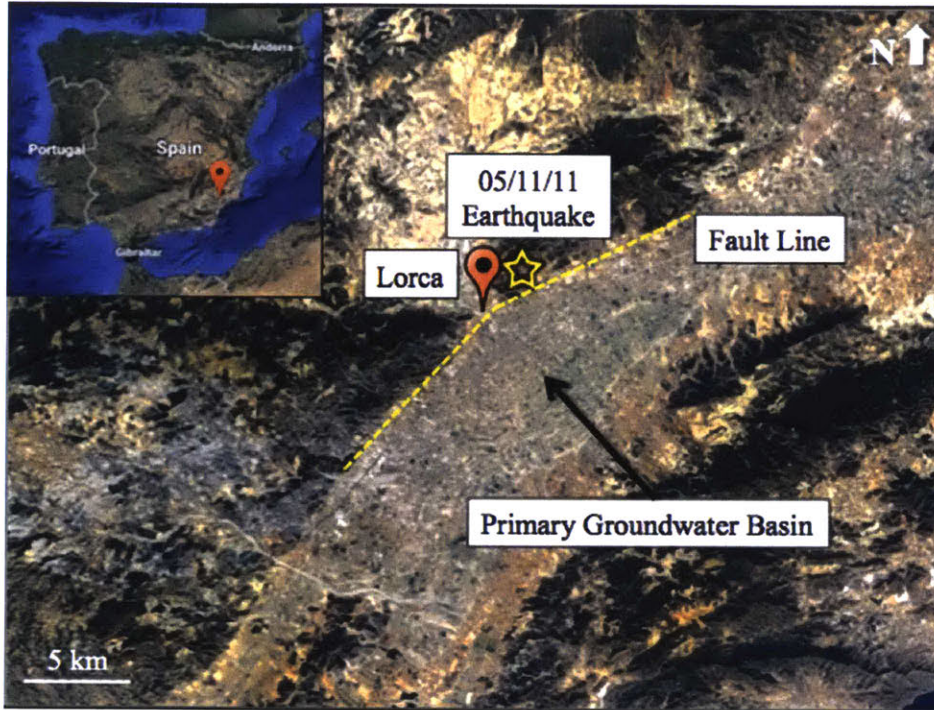 Andorra
Portugal
Spain
Gibraltar
N
05/11/11
Earthquake
Lorca
Fault Line
Primary Groundwater Basin
5 km